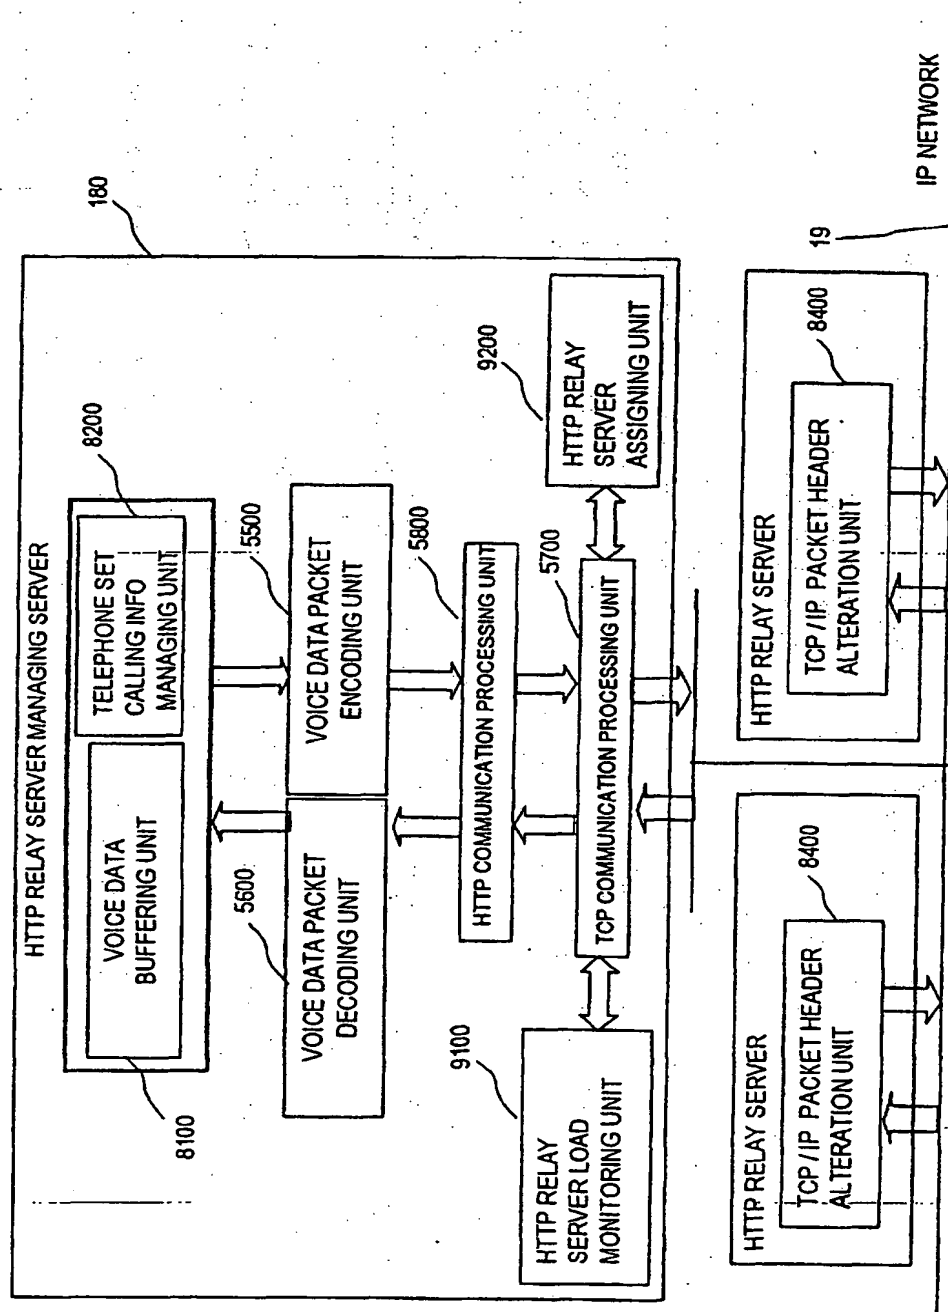 HTTP RELAY SERVER MANAGING SERVER
180
8100
VOICE DATA
BUFFERING UNIT
TELEPHONE SET
CALLING INFO
MANAGING UNIT
8200
5600
VOICE DATA PACKET
DECODING UNIT
VOICE DATA PACKET
ENCODING UNIT
5500
HTTP COMMUNICATION PROCESSING UNIT
5800
9100
HTTP RELAY
SERVER LOAD
MONITORING UNIT
TCP COMMUNICATION PROCESSING UNIT
5700
HTTP RELAY
SERVER
ASSIGNING UNIT
9200
HTTP RELAY SERVER
TCP/IP PACKET HEADER
ALTERATION UNIT
8400
HTTP RELAY SERVER
TCP/IP PACKET HEADER
ALTERATION UNIT
8400
19
IP NETWORK